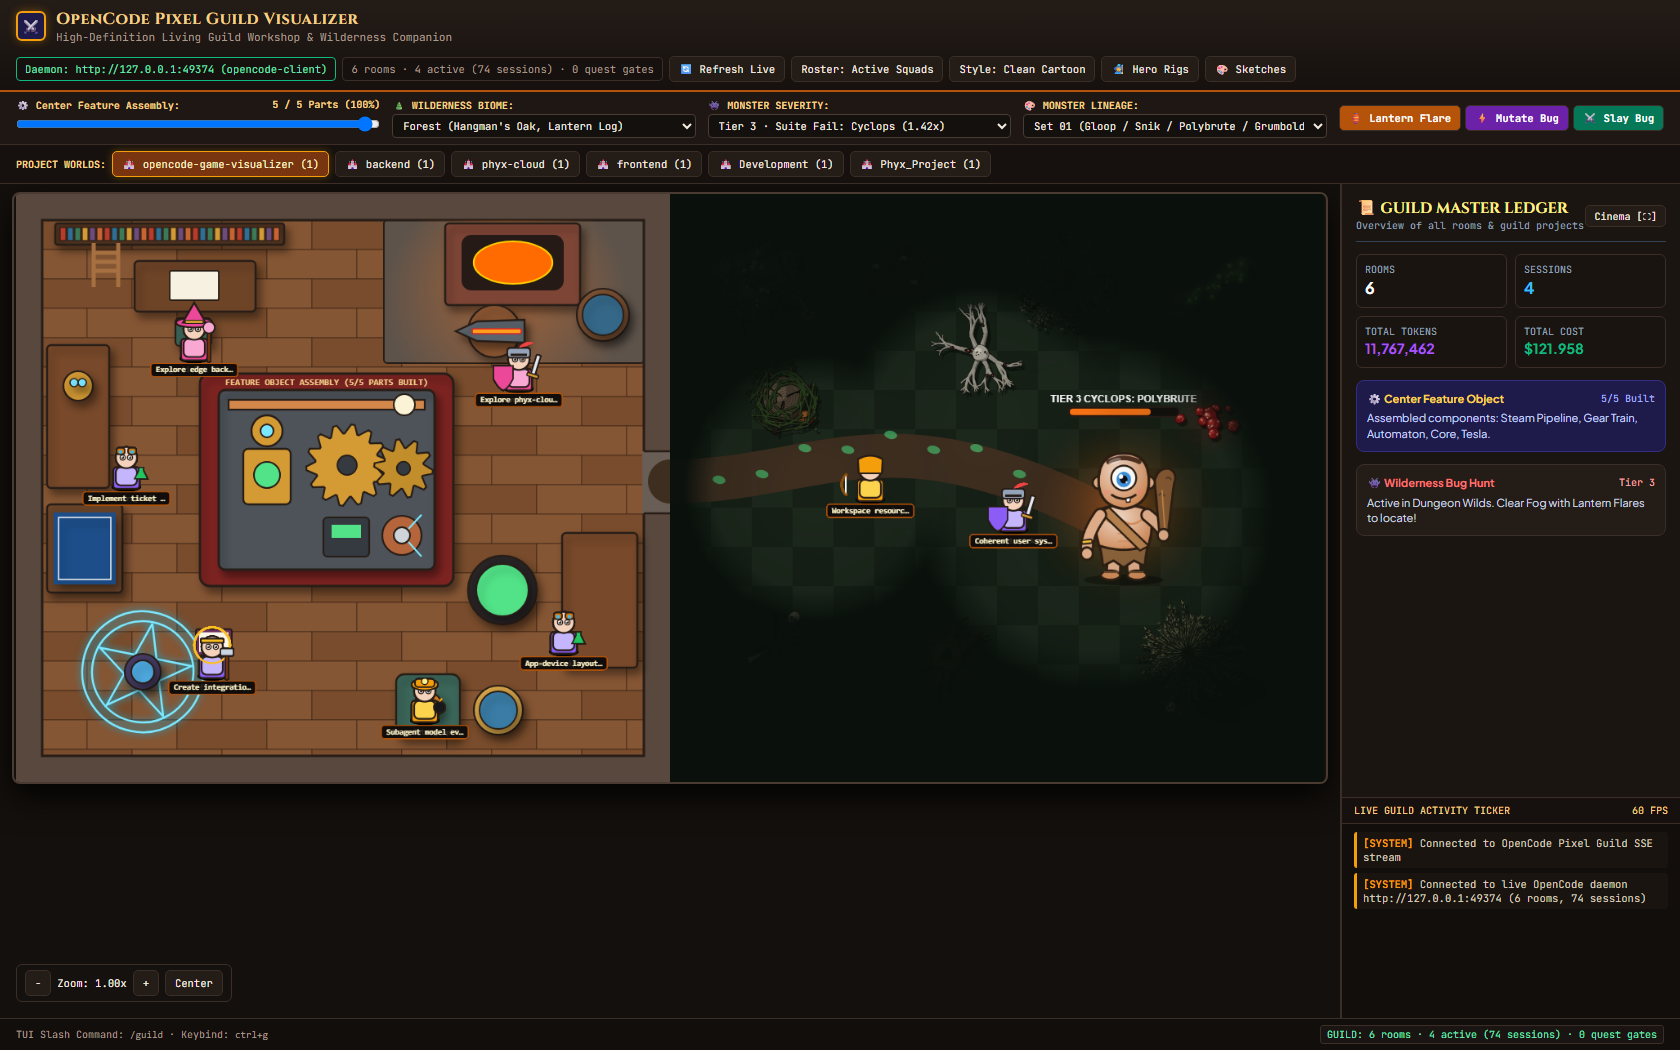 OpenCode Pixel Guild Visualizer
High-Definition Living Guild Workshop & Wilderness Companion
Daemon: http://127.0.0.1:49374 (opencode-client)
6 rooms · 4 active (74 sessions) · 0 quest gates
Refresh Live
Roster: Active Squads
Style: Clean Cartoon
Hero Rigs
Sketches
Center Feature Assembly:
5 / 5 Parts (100%)
WILDERNESS BIOME:
Forest (Hangman's Oak, Lantern Log)
MONSTER SEVERITY:
Tier 3 · Suite Fail: Cyclops (1.42x)
MONSTER LINEAGE:
Set 01 (Gloop / Snik / Polybrute / Grumbold
Lantern Flare
Mutate Bug
Slay Bug
PROJECT WORLDS:
opencode-game-visualizer (1)
backend (1)
phyx-cloud (1)
frontend (1)
Development (1)
Phyx_Project (1)
Explore edge back…
Explore phyx-clou…
FEATURE OBJECT ASSEMBLY (5/5 PARTS BUILT)
Implement ticket …
Create integratio…
App-device layout…
Subagent model ev…
TIER 3 CYCLOPS: POLYBRUTE
Workspace resourc…
Coherent user sys…
GUILD MASTER LEDGER
Overview of all rooms & guild projects
Cinema [⛶]
ROOMS
6
SESSIONS
4
TOTAL TOKENS
11,767,462
TOTAL COST
$121.958
Center Feature Object
5/5 Built
Assembled components: Steam Pipeline, Gear Train,
Automaton, Core, Tesla.
Wilderness Bug Hunt
Tier 3
Active in Dungeon Wilds. Clear Fog with Lantern Flares
to locate!
LIVE GUILD ACTIVITY TICKER
60 FPS
[SYSTEM] Connected to OpenCode Pixel Guild SSE
stream
[SYSTEM] Connected to live OpenCode daemon
http://127.0.0.1:49374 (6 rooms, 74 sessions)
-
Zoom: 1.00x
+
Center
TUI Slash Command: /guild · Keybind: ctrl+g
GUILD: 6 rooms · 4 active (74 sessions) · 0 quest gates